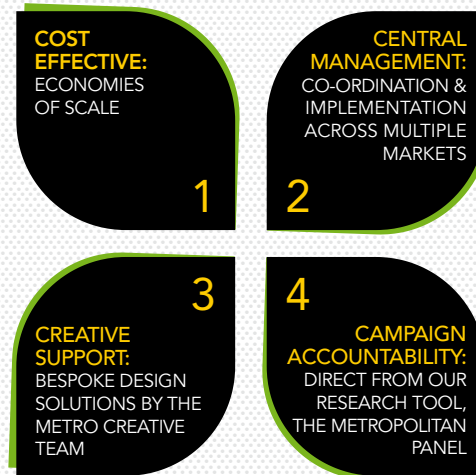 COST
EFFECTIVE:
ECONOMIES
OF SCALE
1
CENTRAL
MANAGEMENT:
CO-ORDINATION &
IMPLEMENTATION
ACROSS MULTIPLE
MARKETS
2
3
CREATIVE
SUPPORT:
BESPOKE DESIGN
SOLUTIONS BY THE
METRO CREATIVE
TEAM
4
CAMPAIGN
ACCOUNTABILITY:
DIRECT FROM OUR
RESEARCH TOOL,
THE METROPOLITAN
PANEL